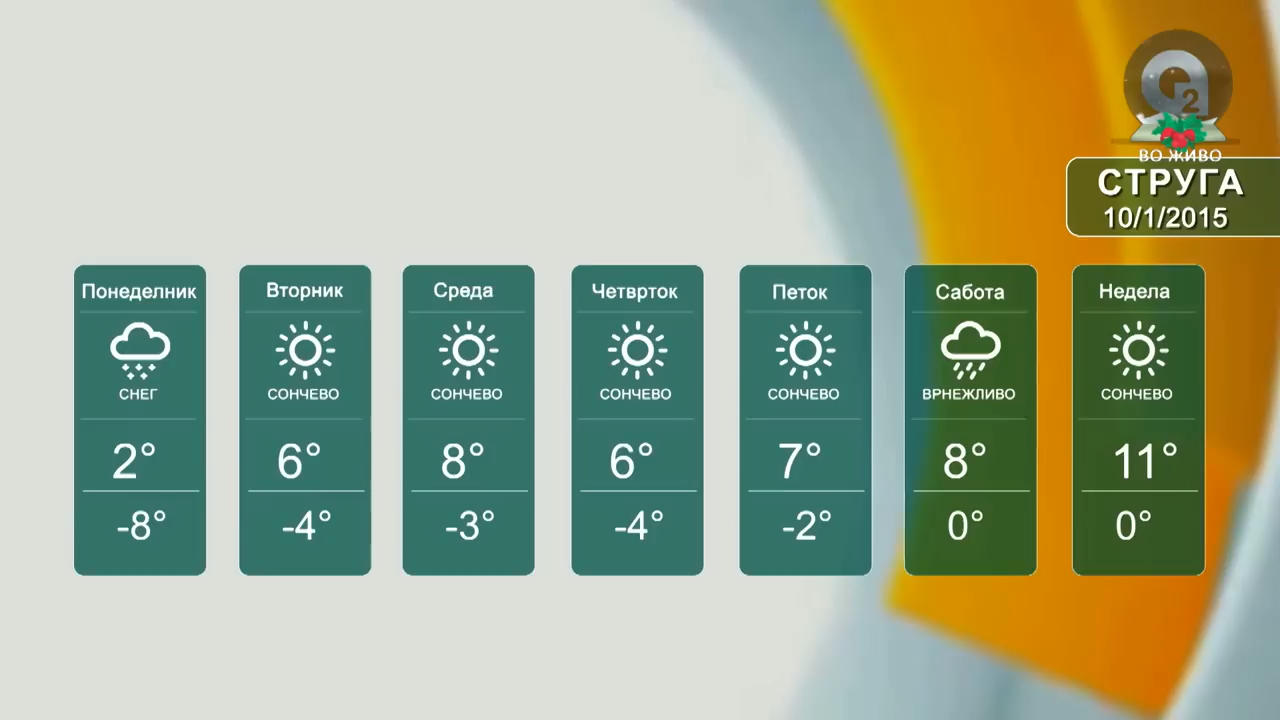 2
ВО ЖИВО
СТРУГА
10/1/2015
Понеделник
СНЕГ
2°
-8°
Вторник
СОНЧЕВО
6°
-4°
Среда
СОНЧЕВО
8°
-3°
Четврток
СОНЧЕВО
6°
-4°
Петок
СОНЧЕВО
7°
-2°
Сабота
ВРНЕЖЛИВО
8°
0°
Недела
СОНЧЕВО
11°
0°